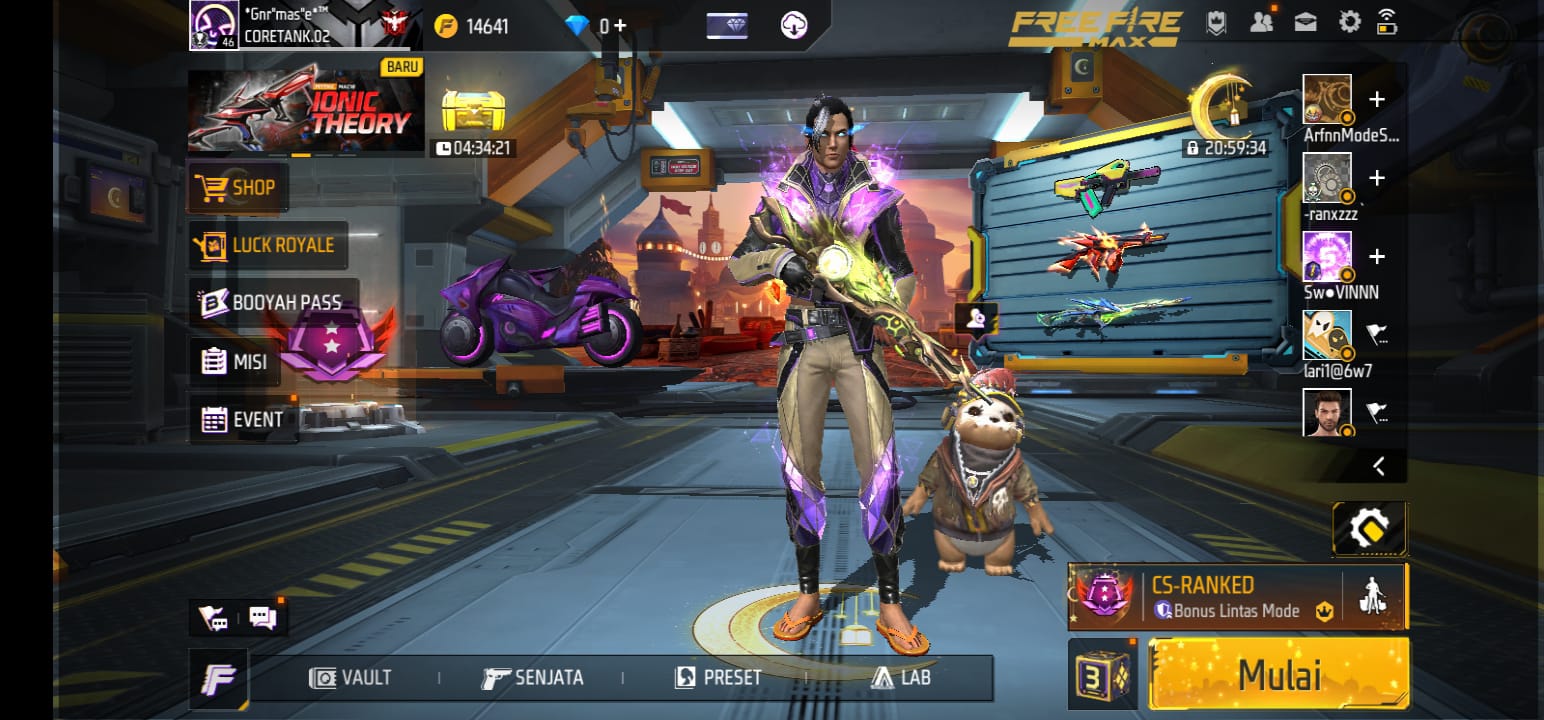 *Gnr"mas"e*™
46
CORETANK.02
14641
0+
FREE FIRE
MAX
BARU
IONIC
THEORY
04:34:21
20:59:34
SHOP
LUCK ROYALE
BOOYAH PASS
MISI
EVENT
ArfnnModeS...
-ranxzzz
Sw●VINNN
lari1@6w7
CS-RANKED
Bonus Lintas Mode
VAULT
SENJATA
PRESET
LAB
3
Mulai